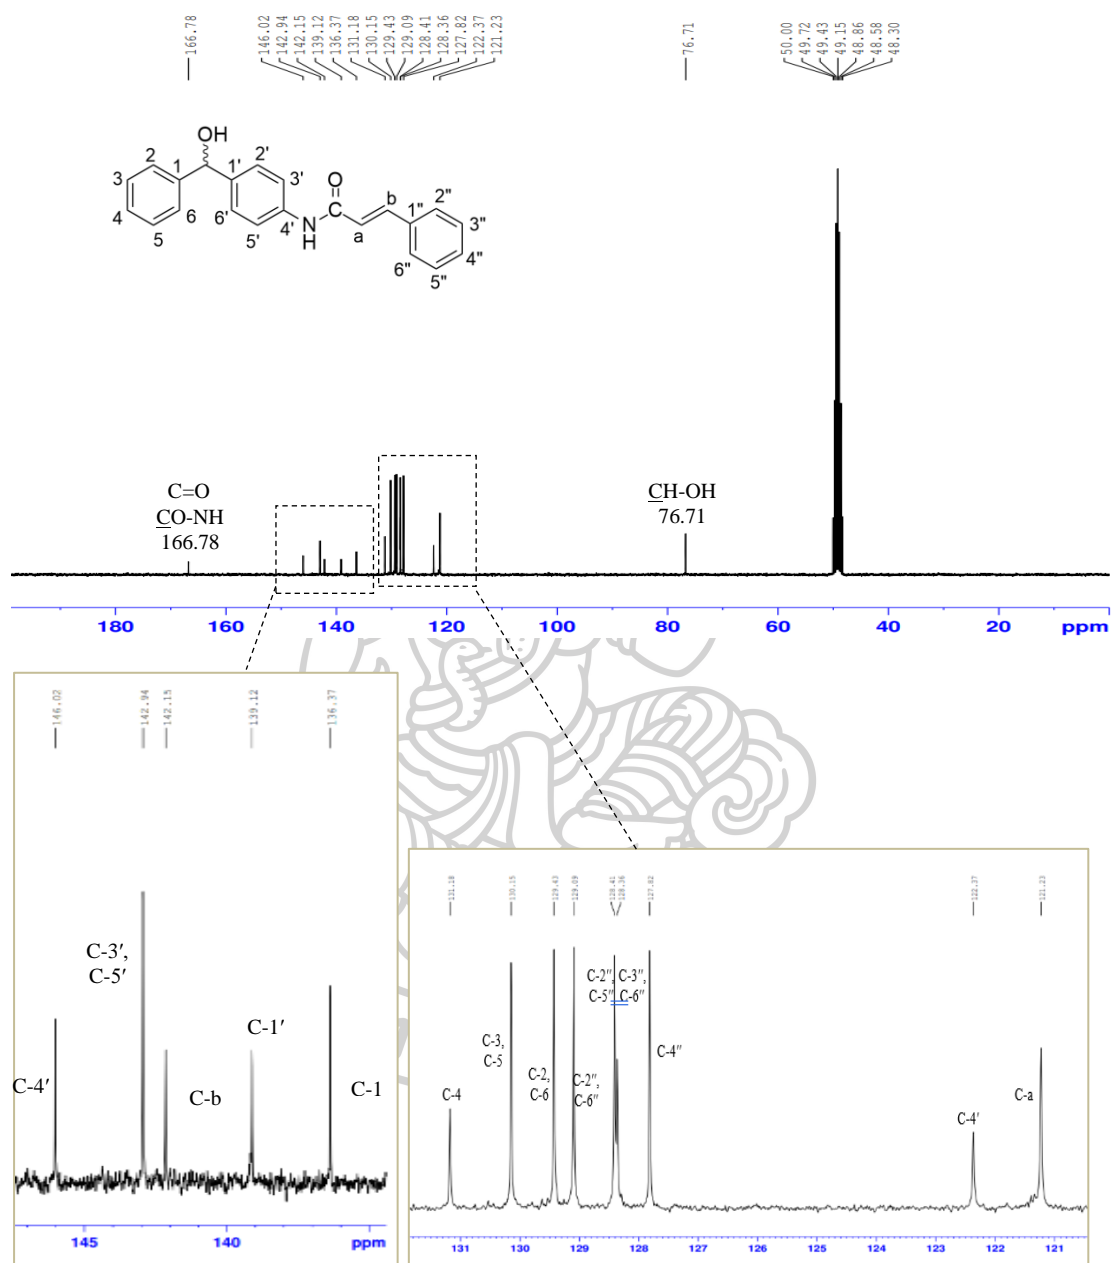 166.78
146.02
142.94
142.15
139.12
136.37
131.18
130.15
129.43
129.09
128.41
128.36
127.82
122.37
121.23
76.71
50.00
49.72
49.43
49.15
48.86
48.58
48.30
OH
2 1 1' 2' 3' O b 1" 2" 3"
3 4 5 6 6' 5' 4' N H C a 6" 5" 4"
C=O
CO-NH
166.78
CH-OH
76.71
180 160 140 120 100 80 60 40 20 ppm
146.02
142.94
142.15
139.12
136.37
C-3′,
C-5′
C-1′
C-4′
C-b
C-1
145 140 ppm
131.18
130.15
129.43
129.09
128.41
128.36
127.82
122.37
121.23
C-2″,
C-5″
C-3″,
C-6″
C-3,
C-5
C-4″
C-2,
C-6
C-2″,
C-6″
C-4
C-4′
C-a
131 130 129 128 127 126 125 124 123 122 121